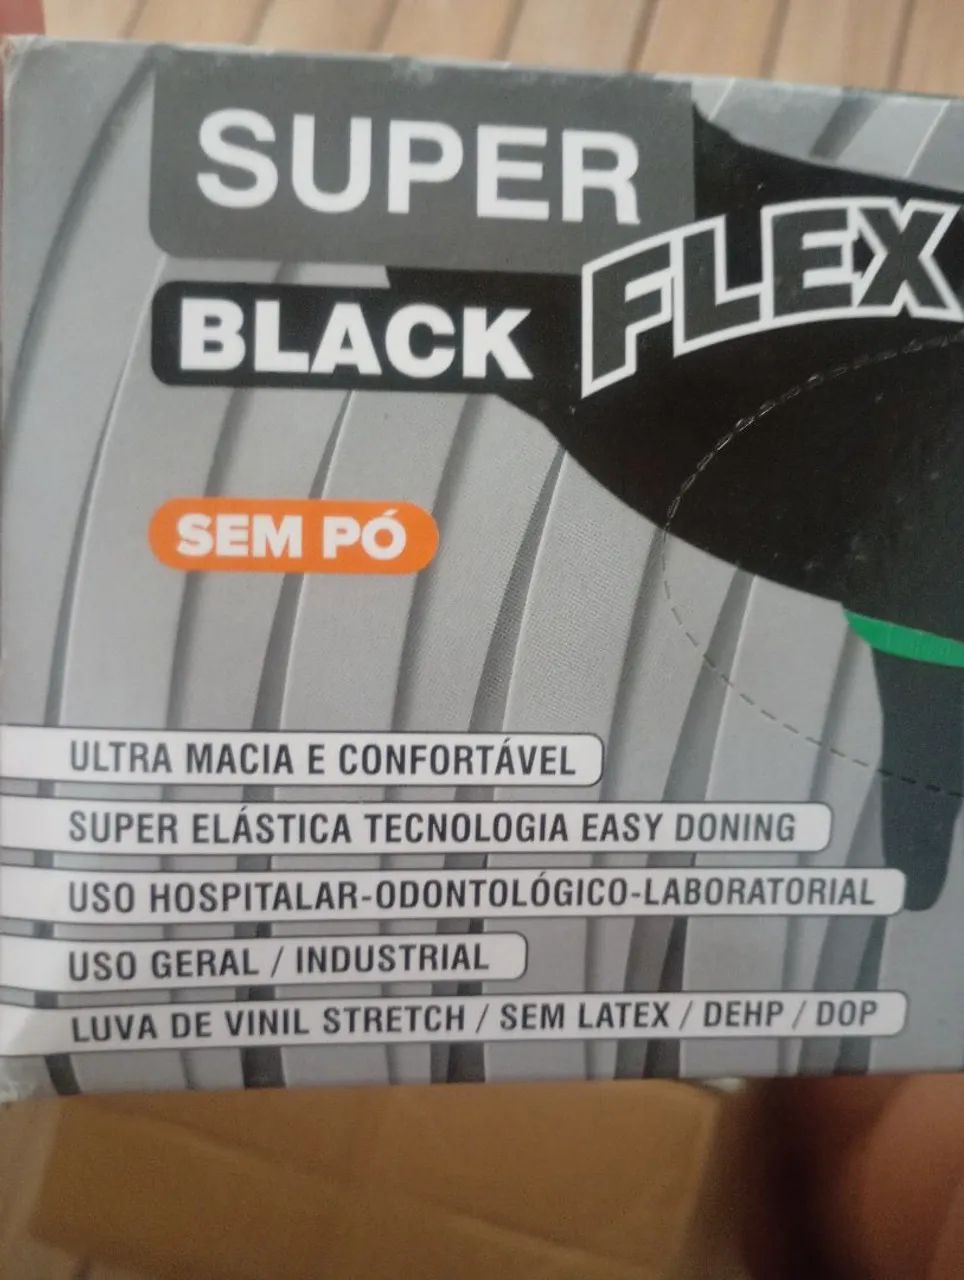 SUPER
BLACK FLEX
SEM PÓ
ULTRA MACIA E CONFORTÁVEL
SUPER ELÁSTICA TECNOLOGIA EASY DONING
USO HOSPITALAR-ODONTOLÓGICO-LABORATORIAL
USO GERAL / INDUSTRIAL
LUVA DE VINIL STRETCH / SEM LATEX / DEHP / DOP